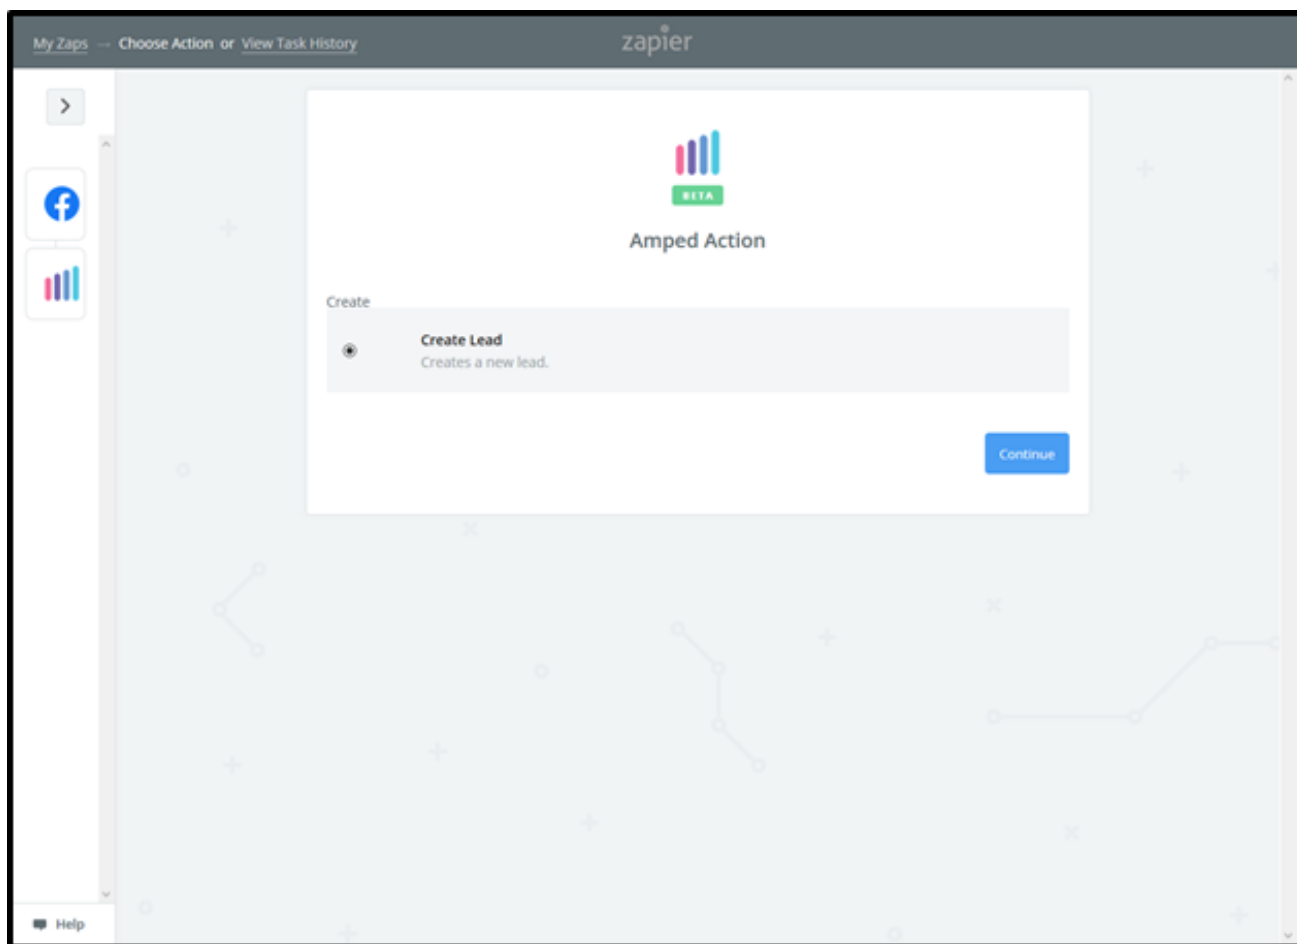 My Zaps → Choose Action or View Task History
zapier
BETA
Amped Action
Create
Create Lead
Creates a new lead.
Continue
Help